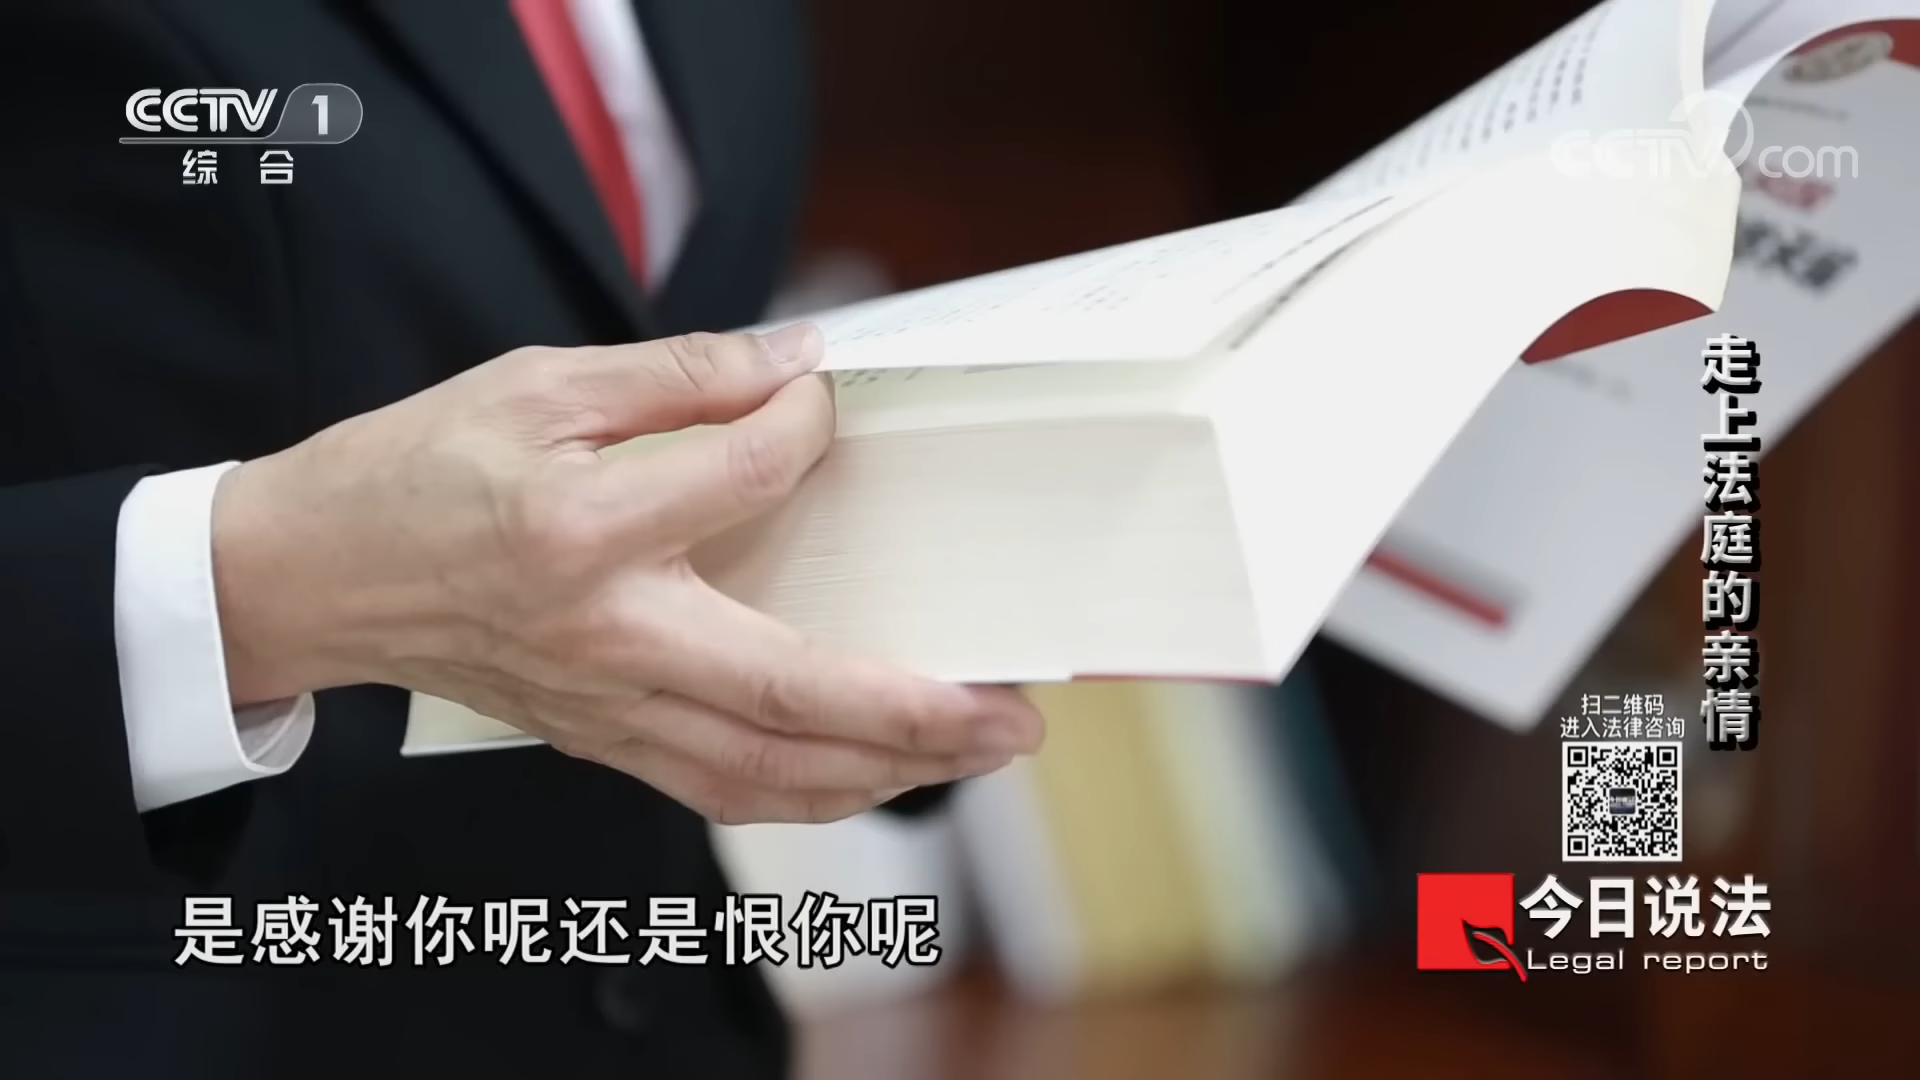 CCTV 1
综合
CCTV.com
走上法庭的亲情
扫二维码
进入法律咨询
今日说法
Legal report
是感谢你呢还是恨你呢